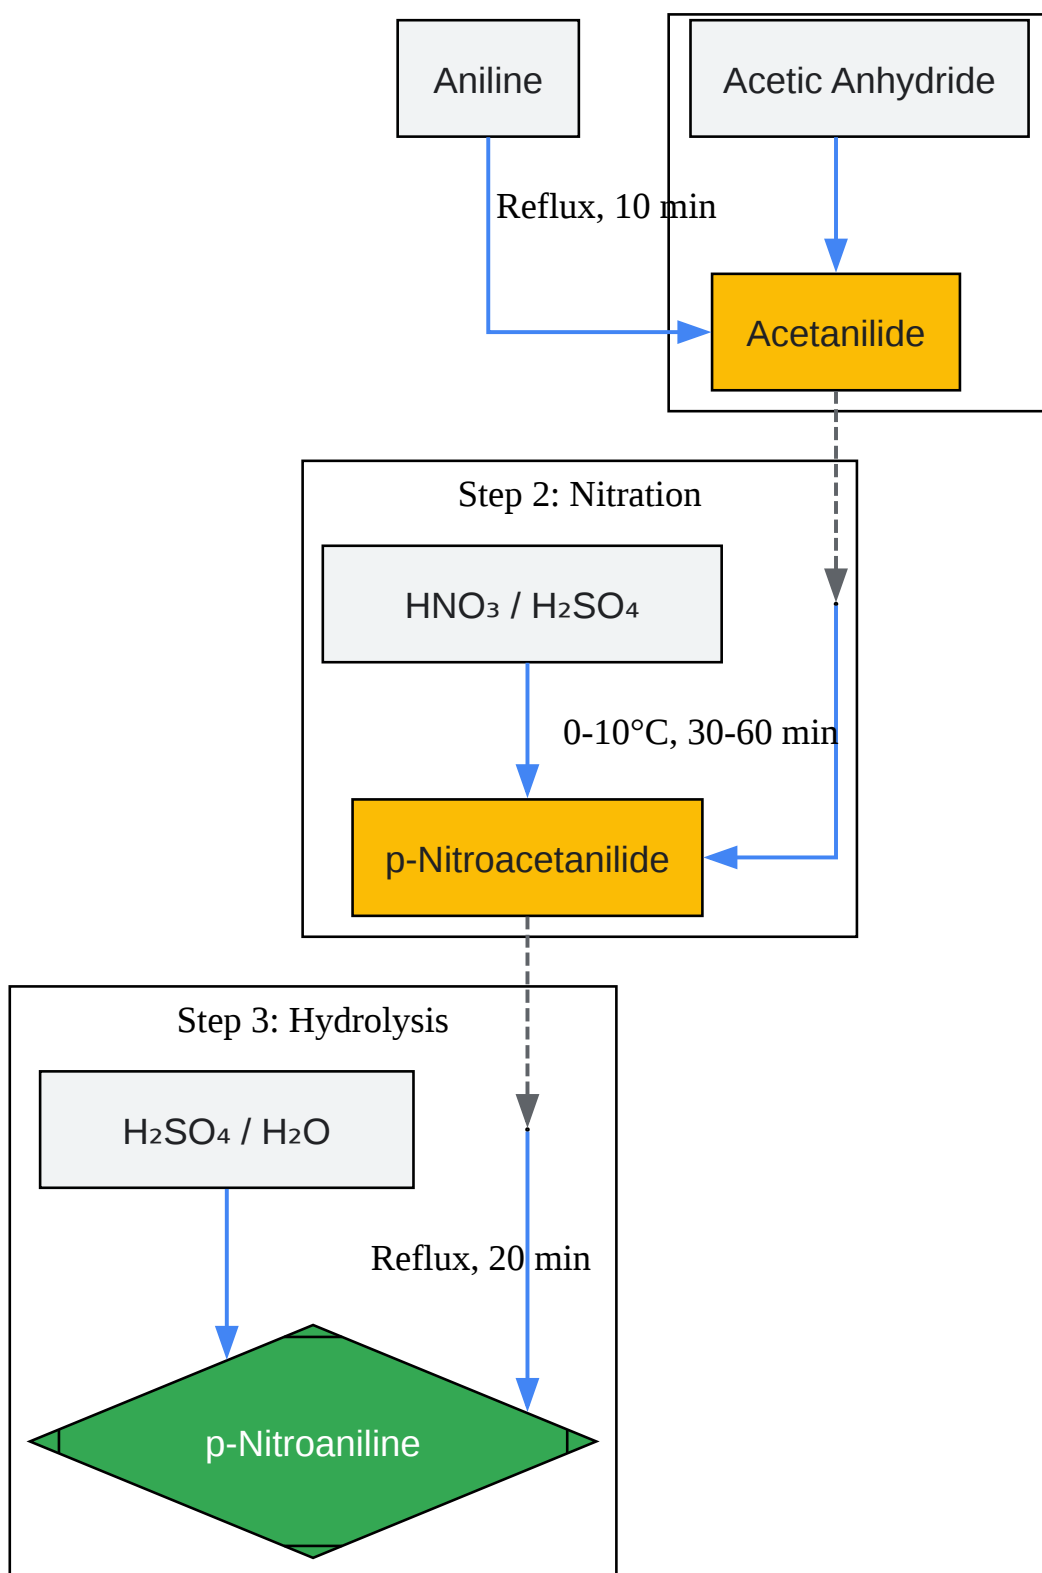 Aniline
Acetic Anhydride
Reflux, 10 min
Acetanilide
Step 2: Nitration
HNO₃ / H₂SO₄
0-10°C, 30-60 min
p-Nitroacetanilide
Step 3: Hydrolysis
H₂SO₄ / H₂O
Reflux, 20 min
p-Nitroaniline